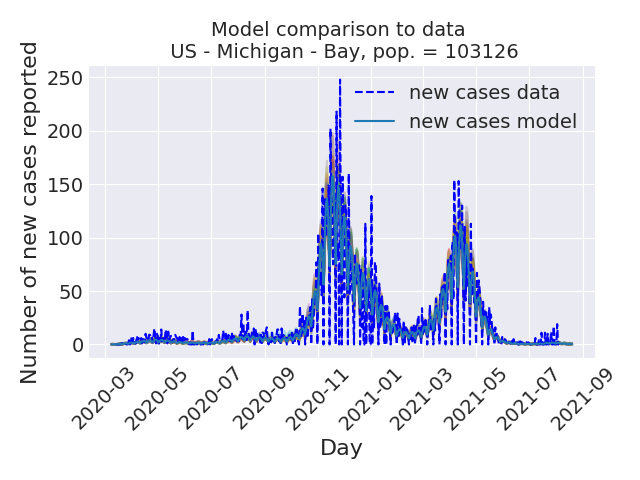 Model comparison to data
US - Michigan - Bay, pop. = 103126
Number of new cases reported
250
200
150
100
50
0
new cases data
new cases model
2020-03
2020-05
2020-07
2020-09
2020-11
2021-01
2021-03
2021-05
2021-07
2021-09
Day